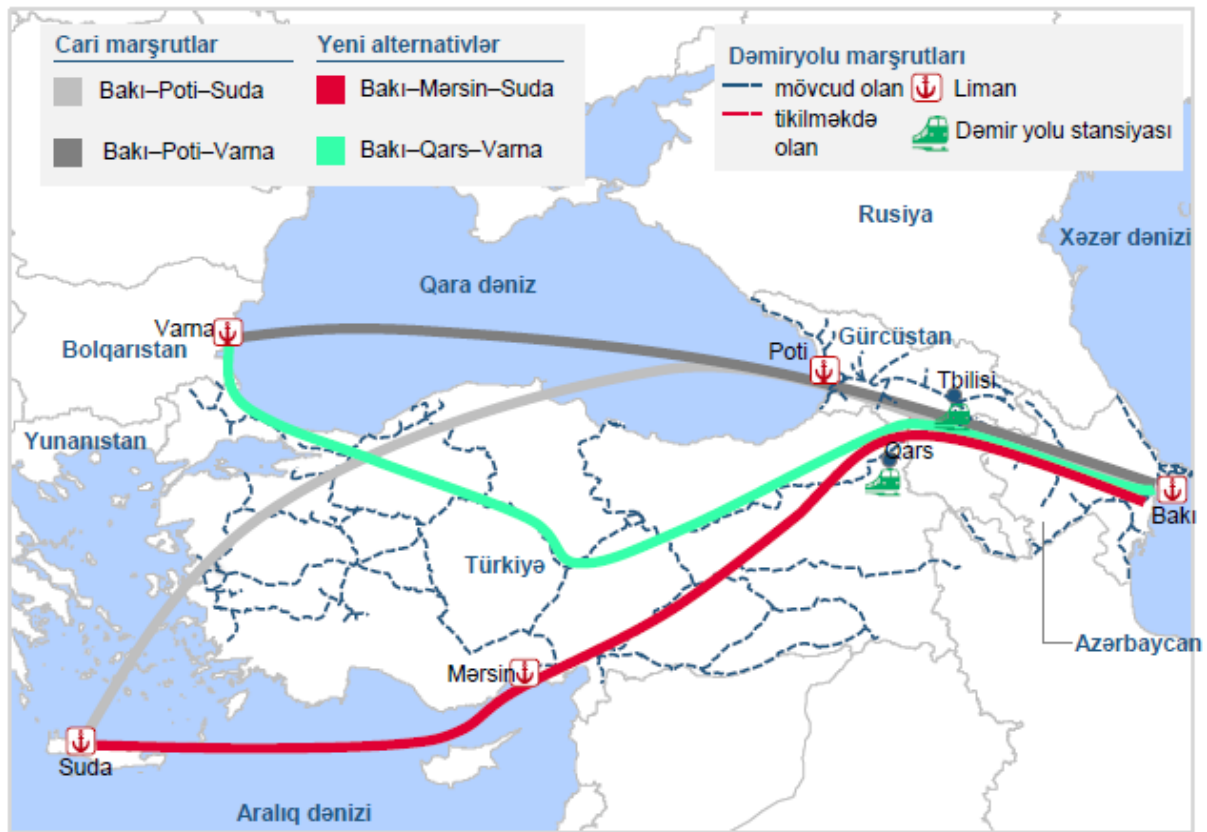 Cari marşrutlar
Yeni alternativlər
Bakı–Poti–Suda
Bakı–Mərsin–Suda
Bakı–Poti–Varna
Bakı–Qars–Varna
Dəmiryolu marşrutları
mövcud olan
Liman
tikilməkdə
olan
Dəmir yolu stansiyası
Rusiya
Xəzər dənizi
Qara dəniz
Varna
Bolqarıstan
Poti
Gürcüstan
Tbilisi
Yunanıstan
Qars
Bakı
Türkiyə
Azərbaycan
Mərsin
Suda
Aralıq dənizi